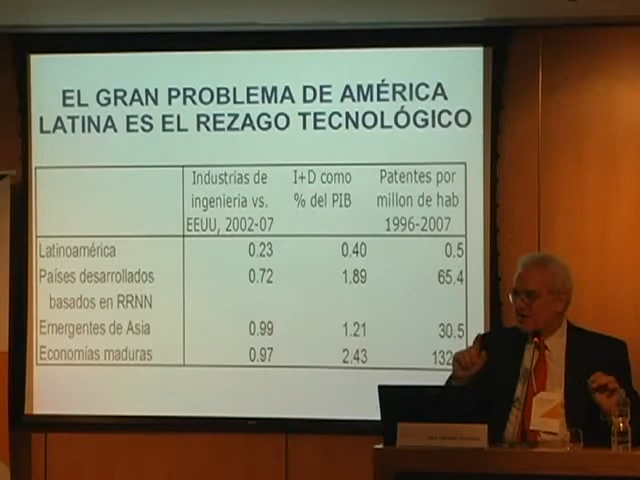 EL GRAN PROBLEMA DE AMÉRICA
LATINA ES EL REZAGO TECNOLÓGICO
Industrias de I+D como Patentes por
ingenieria vs. % del PIB millon de hab
EEUU, 2002-07 1996-2007
Latinoamérica 0.23 0.40 0.5
Países desarrollados 0.72 1.89 65.4
basados en RRNN
Emergentes de Asia 0.99 1.21 30.5
Economías maduras 0.97 2.43 132